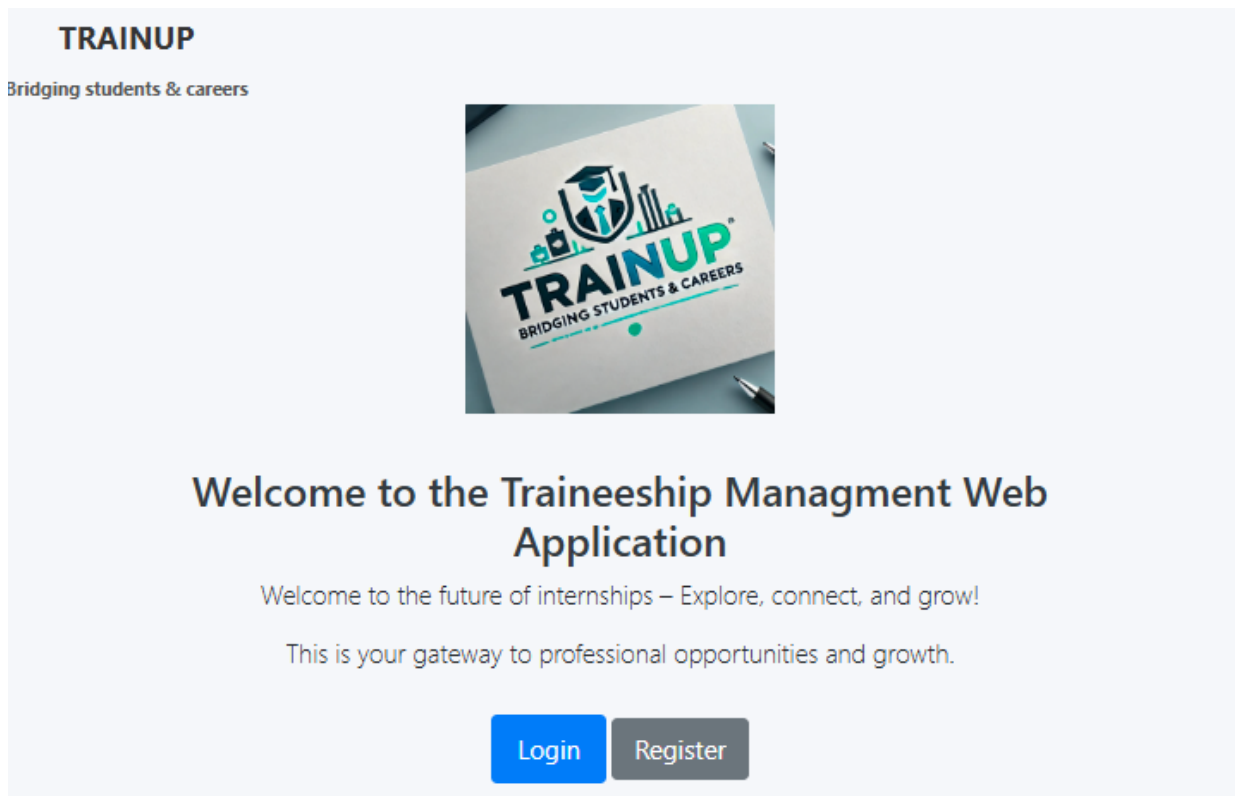 TRAINUP
Bridging students & careers
TRAINUP
BRIDGING STUDENTS & CAREERS
Welcome to the Traineeship Managment Web
Application
Welcome to the future of internships – Explore, connect, and grow!
This is your gateway to professional opportunities and growth.
Login Register